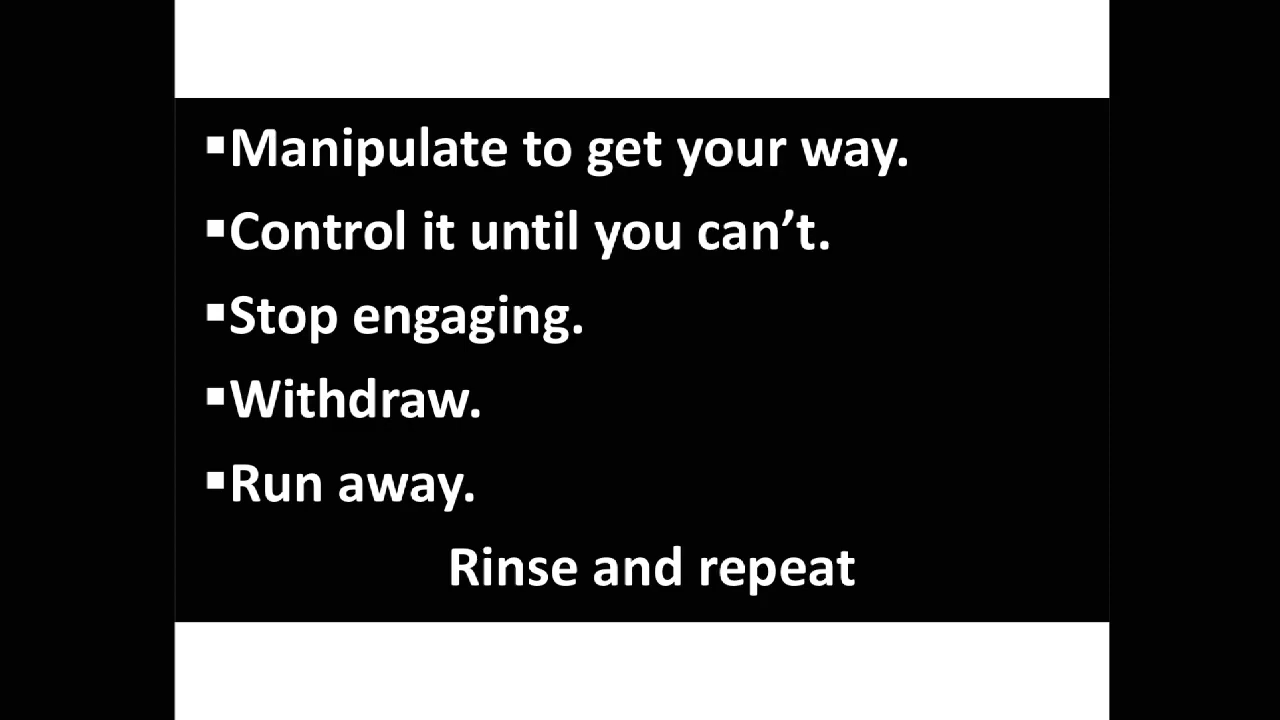 ▪Manipulate to get your way.
▪Control it until you can’t.
▪Stop engaging.
▪Withdraw.
▪Run away.
Rinse and repeat